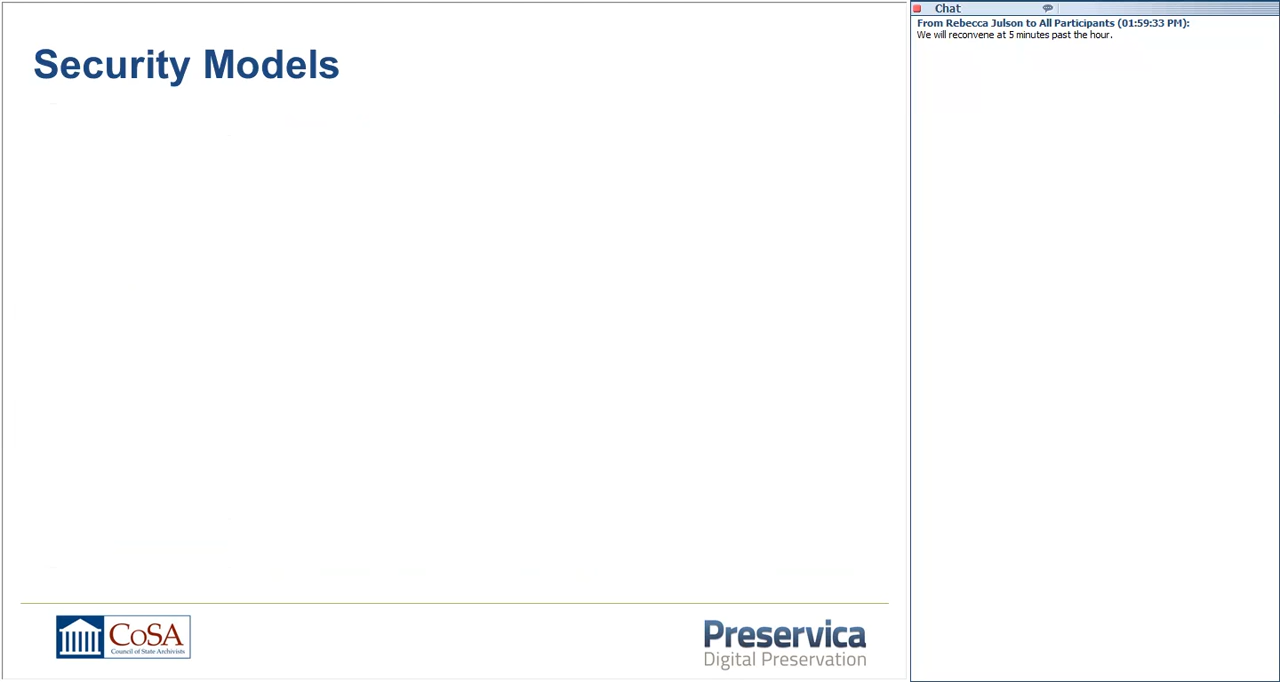 Security Models
CoSA
Council of State Archivists
Preservica
Digital Preservation
Chat
From Rebecca Julson to All Participants (01:59:33 PM):
We will reconvene at 5 minutes past the hour.